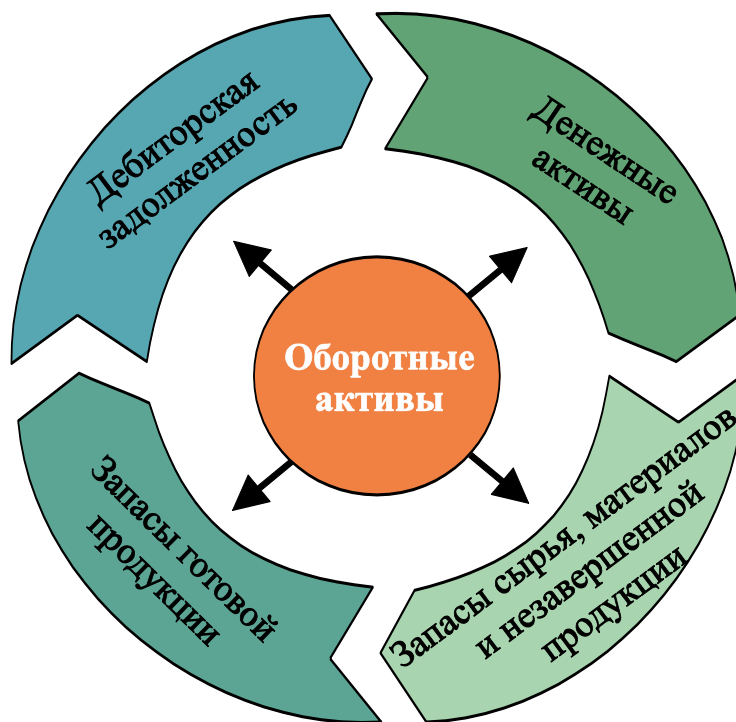 Дебиторская
задолженность
Денежные
активы
Оборотные
активы
Запасы готовой
продукции
Запасы сырья, материалов
и незавершенной
продукции